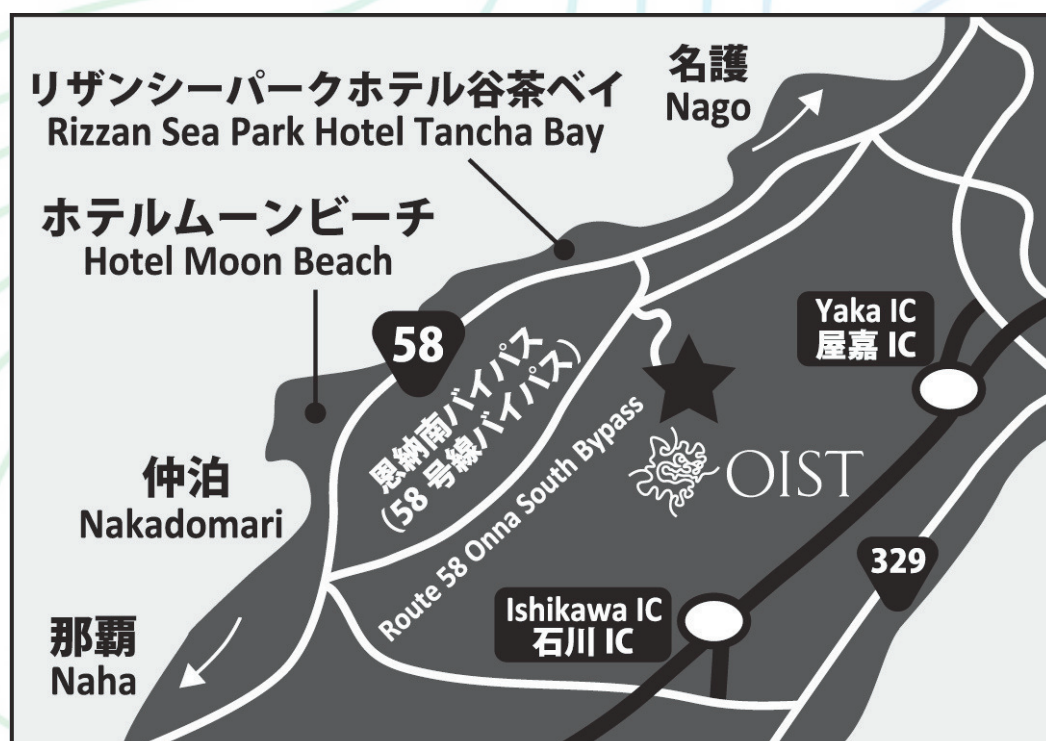 名護
Nago
リザンシーパークホテル谷茶ベイ
Rizzan Sea Park Hotel Tancha Bay
ホテルムーンビーチ
Hotel Moon Beach
58
Yaka IC
屋嘉 IC
恩納南バイパス
(58 号線バイパス)
Route 58 Onna South Bypass
OIST
仲泊
Nakadomari
329
Ishikawa IC
石川 IC
那覇
Naha